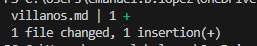 villanos.md | 1 +
1 file changed, 1 insertion(+)